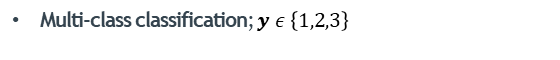 • Multi-class classification; y ϵ {1,2,3}